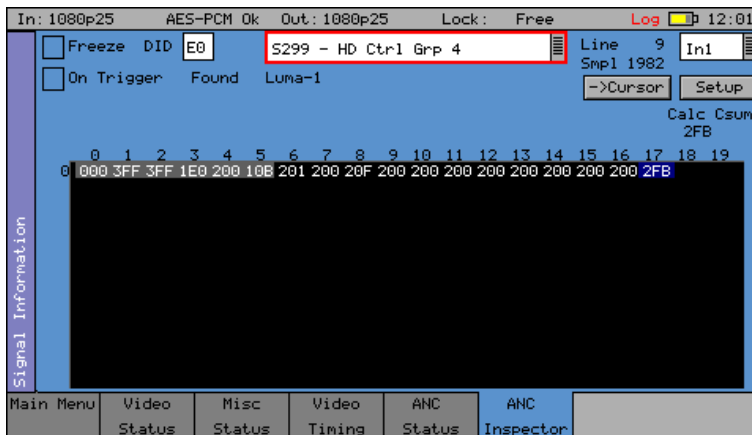 In: 1080p25 AES-PCM Ok Out: 1080p25 Lock: Free Log 12:01
Freeze DID E0 S299 - HD Ctrl Grp 4 Line 9 In1
Smpl 1982
On Trigger Found Luma-1
->Cursor Setup
Calc Csum
2FB
0 1 2 3 4 5 6 7 8 9 10 11 12 13 14 15 16 17 18 19
0 000 3FF 3FF 1E0 200 10B 201 200 20F 200 200 200 200 200 200 200 200 2FB
Signal Information
Main Menu Video Status Misc Status Video Timing ANC Status ANC Inspector